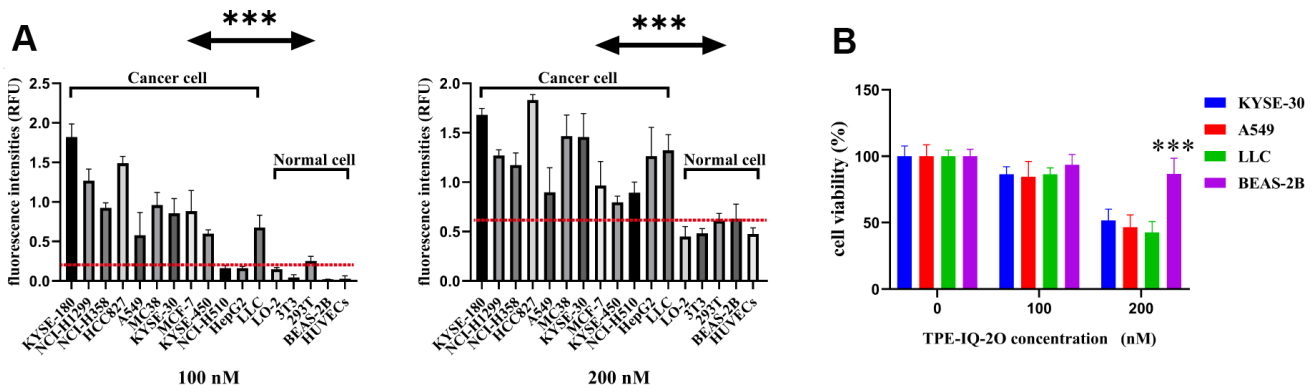 A
***
fluorescence intensities (RFU)
2.5
2.0
1.5
1.0
0.5
0.0
Cancer cell
Normal cell
KYSE-180
NCI-H1299
NCI-H358
HCC827
A549
MC38
KYSE-30
MCF-7
KYSE-450
NCI-H510
HepG2
LLC
LO-2
3T3
293T
BEAS-2B
HUVECs
100 nM
***
fluorescence intensities (RFU)
2.5
2.0
1.5
1.0
0.5
0.0
Cancer cell
Normal cell
KYSE-180
NCI-H1299
NCI-H358
HCC827
A549
MC38
KYSE-30
MCF-7
KYSE-450
NCI-H510
HepG2
LLC
LO-2
3T3
293T
BEAS-2B
HUVECs
200 nM
B
cell viability (%)
150
100
50
0
***
0
100
200
TPE-IQ-2O concentration (nM)
KYSE-30
A549
LLC
BEAS-2B